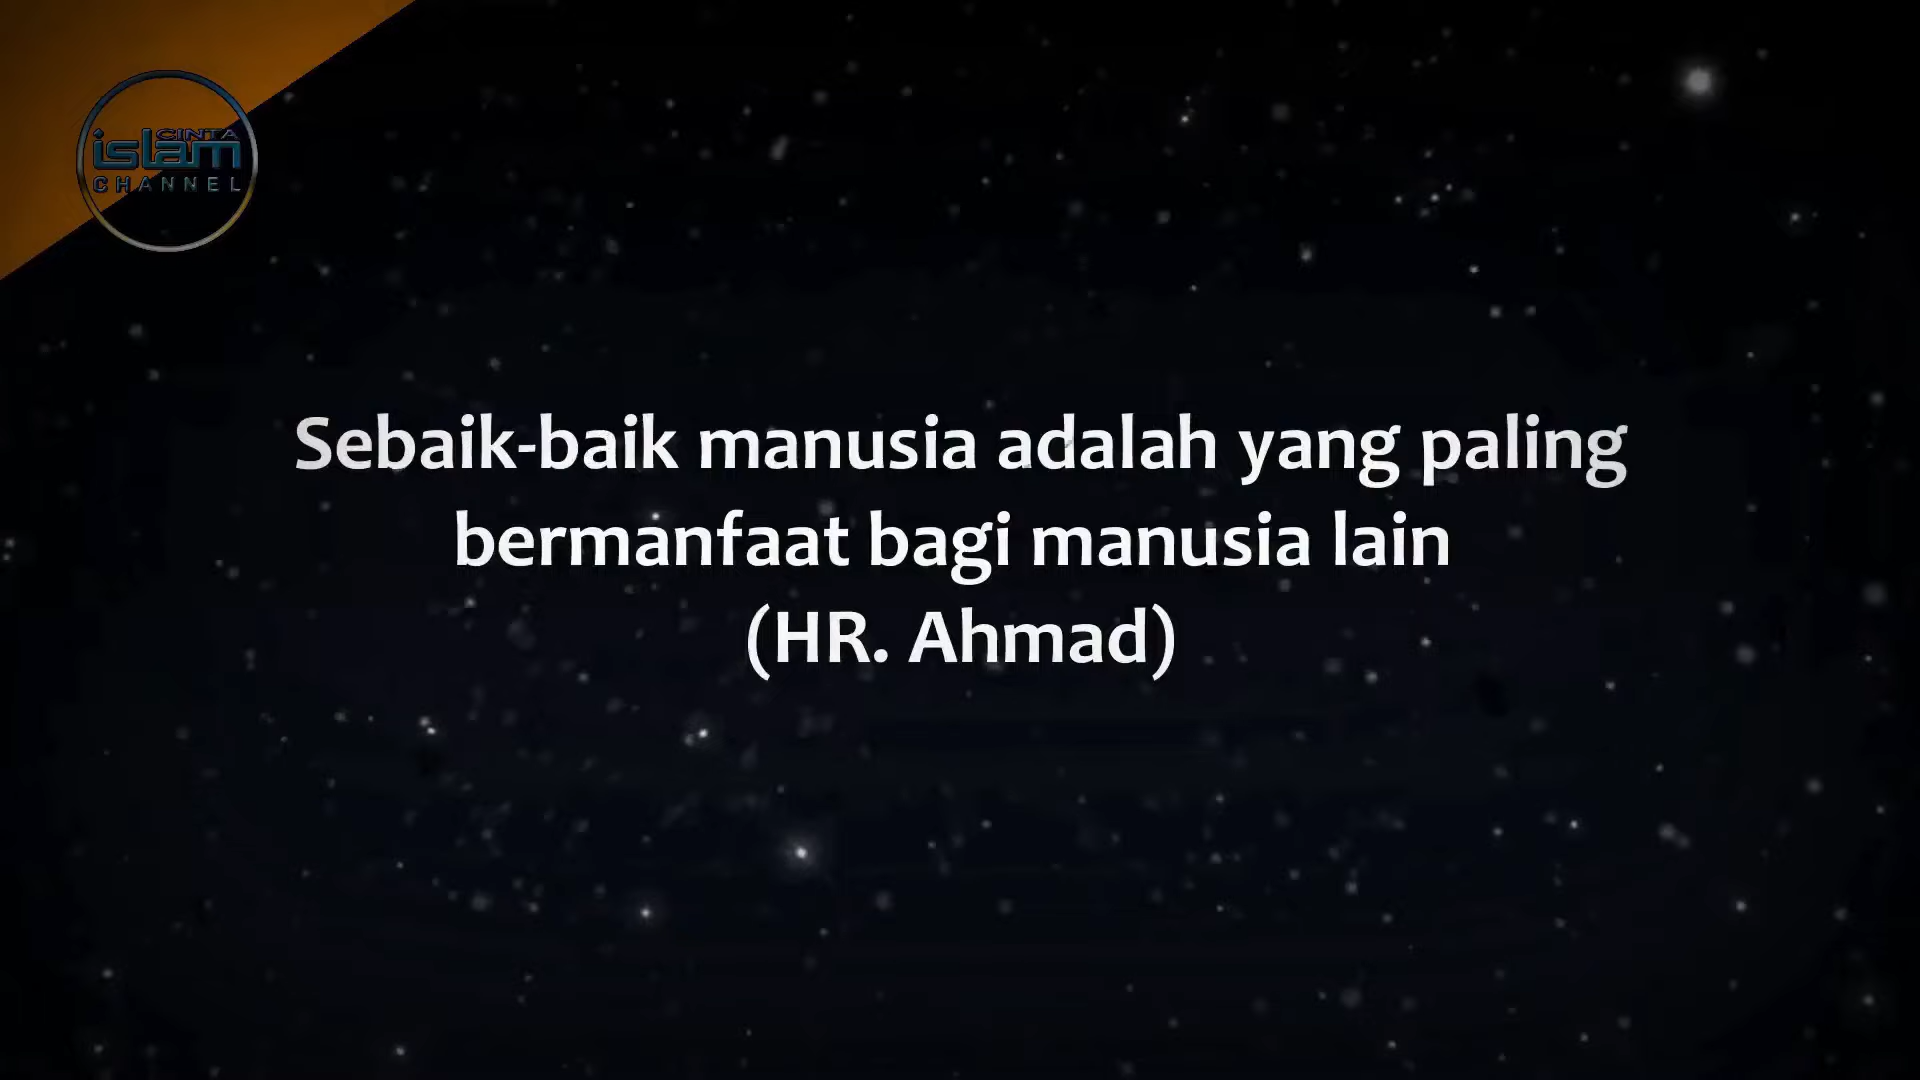 CINTA
islam
CHANNEL
Sebaik-baik manusia adalah yang paling
bermanfaat bagi manusia lain
(HR. Ahmad)